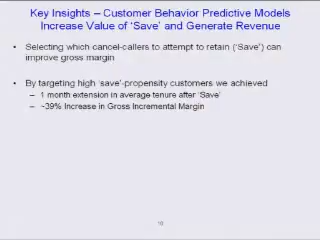 Key Insights – Customer Behavior Predictive Models
Increase Value of ‘Save’ and Generate Revenue
• Selecting which cancel-callers to attempt to retain (‘Save’) can
improve gross margin
• By targeting high ‘save’-propensity customers we achieved
– 1 month extension in average tenure after ‘Save’
– ~39% Increase in Gross Incremental Margin